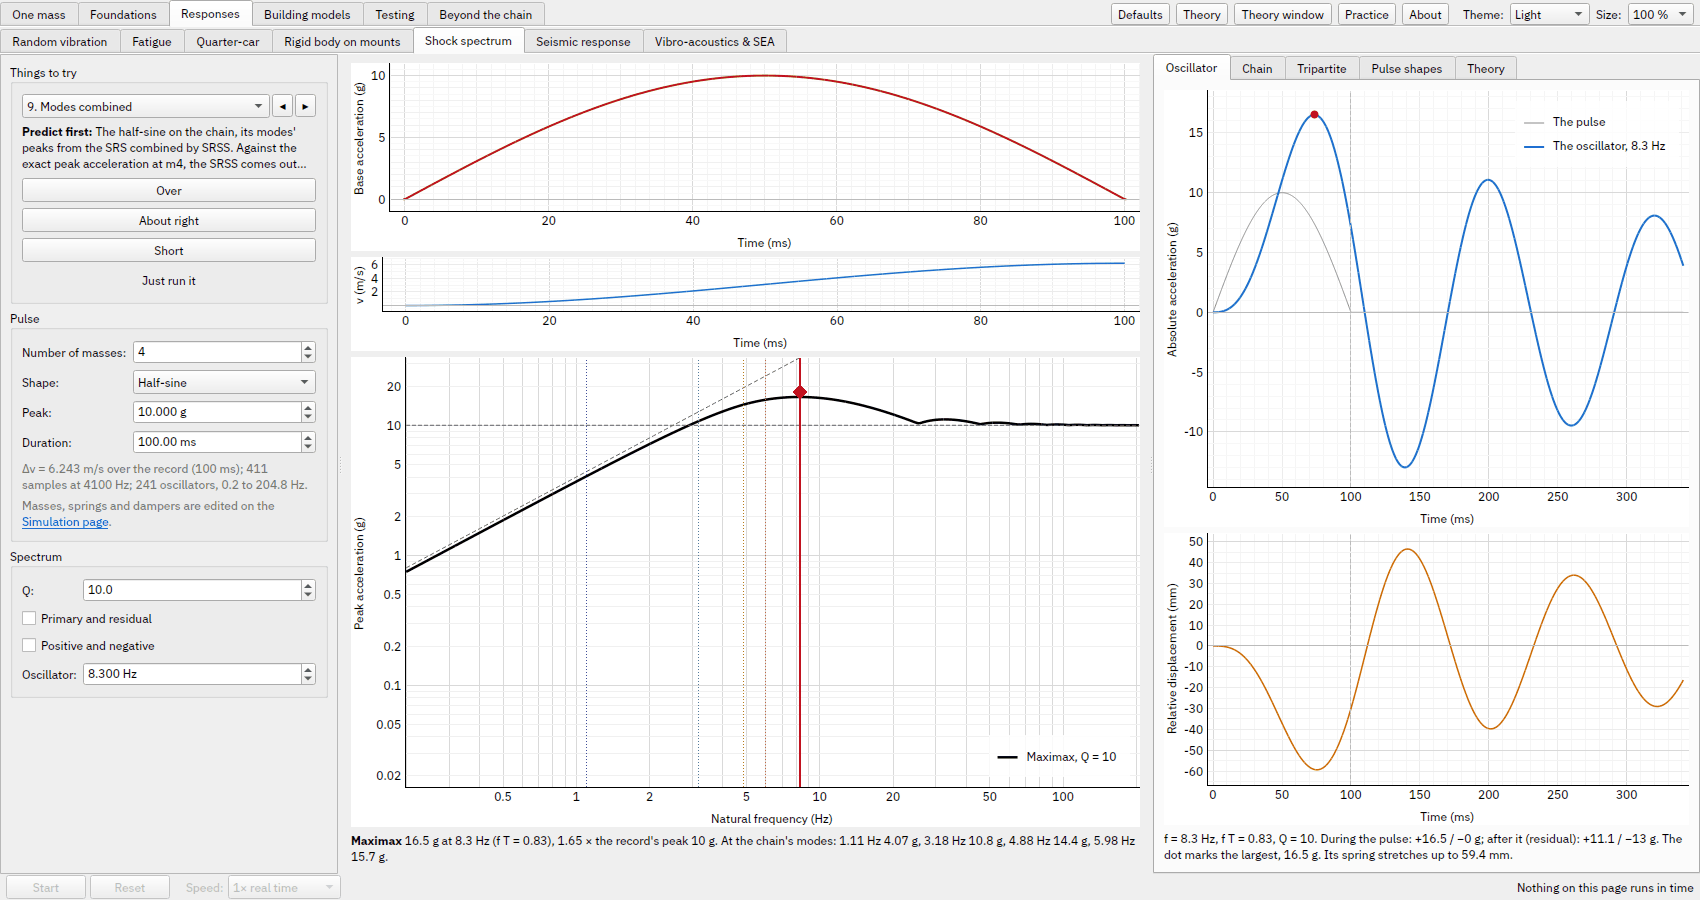 One mass Foundations Responses Building models Testing Beyond the chain Defaults Theory Theory window Practice About Theme: Light Size: 100 %
Random vibration Fatigue Quarter-car Rigid body on mounts Shock spectrum Seismic response Vibro-acoustics & SEA
Things to try
9. Modes combined
Predict first: The half-sine on the chain, its modes'
peaks from the SRS combined by SRSS. Against the
exact peak acceleration at m4, the SRSS comes out...
Over
About right
Short
Just run it
Pulse
Number of masses: 4
Shape: Half-sine
Peak: 10.000 g
Duration: 100.00 ms
Δv = 6.243 m/s over the record (100 ms); 411
samples at 4100 Hz; 241 oscillators, 0.2 to 204.8 Hz.
Masses, springs and dampers are edited on the
Simulation page.
Spectrum
Q: 10.0
Primary and residual
Positive and negative
Oscillator: 8.300 Hz
Start Reset Speed: 1× real time
Base acceleration (g)
10
5
0
0 20 40 60 80 100
Time (ms)
v (m/s)
6
4
2
0 20 40 60 80 100
Time (ms)
Peak acceleration (g)
20
10
5
2
1
0.5
0.2
0.1
0.05
0.02
Maximax, Q = 10
0.5 1 2 5 10 20 50 100
Natural frequency (Hz)
Maximax 16.5 g at 8.3 Hz (f T = 0.83), 1.65 × the record's peak 10 g. At the chain's modes: 1.11 Hz 4.07 g, 3.18 Hz 10.8 g, 4.88 Hz 14.4 g, 5.98 Hz
15.7 g.
Oscillator Chain Tripartite Pulse shapes Theory
Absolute acceleration (g)
15
10
5
0
-5
-10
The pulse
The oscillator, 8.3 Hz
0 50 100 150 200 250 300
Time (ms)
Relative displacement (mm)
50
40
30
20
10
0
-10
-20
-30
-40
-50
-60
0 50 100 150 200 250 300
Time (ms)
f = 8.3 Hz, f T = 0.83, Q = 10. During the pulse: +16.5 / −0 g; after it (residual): +11.1 / −13 g. The
dot marks the largest, 16.5 g. Its spring stretches up to 59.4 mm.
Nothing on this page runs in time